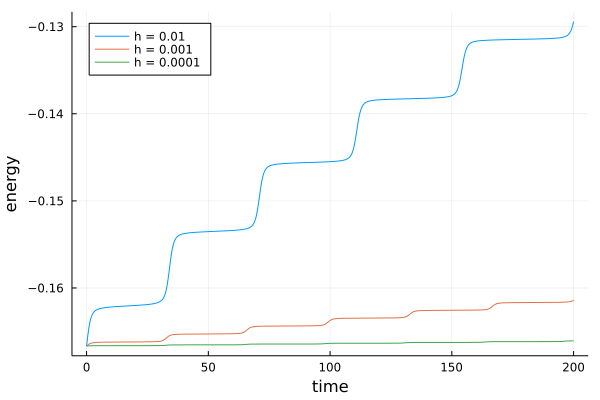 −0.13
h = 0.01
h = 0.001
h = 0.0001
−0.14
energy
−0.15
−0.16
0 50 100 150 200
time